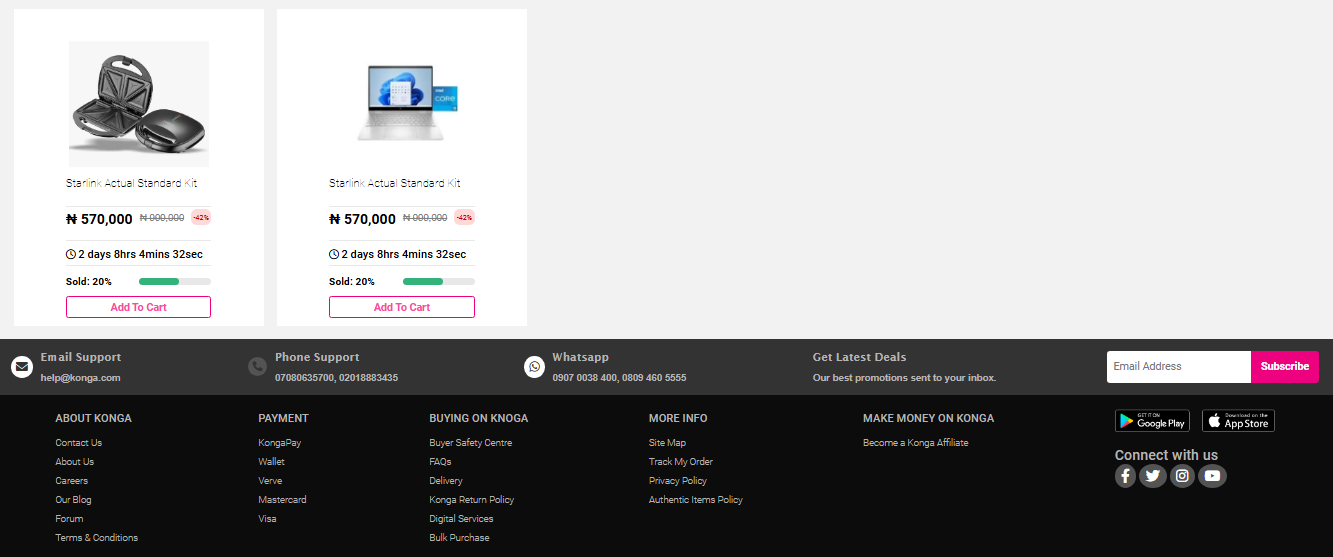 Starlink Actual Standard Kit
₦ 570,000 ₦ 000,000 -42%
2 days 8hrs 4mins 32sec
Sold: 20%
Add To Cart
intel
CORE
Starlink Actual Standard Kit
₦ 570,000 ₦ 000,000 -42%
2 days 8hrs 4mins 32sec
Sold: 20%
Add To Cart
Email Support
help@konga.com
Phone Support
07080635700, 02018883435
Whatsapp
0907 0038 400, 0809 460 5555
Get Latest Deals
Our best promotions sent to your inbox.
Email Address
Subscribe
ABOUT KONGA
Contact Us
About Us
Careers
Our Blog
Forum
Terms & Conditions
PAYMENT
KongaPay
Wallet
Verve
Mastercard
Visa
BUYING ON KNOGA
Buyer Safety Centre
FAQs
Delivery
Konga Return Policy
Digital Services
Bulk Purchase
MORE INFO
Site Map
Track My Order
Privacy Policy
Authentic Items Policy
MAKE MONEY ON KONGA
Become a Konga Affiliate
GET IT ON
Google Play
Download on the
App Store
Connect with us